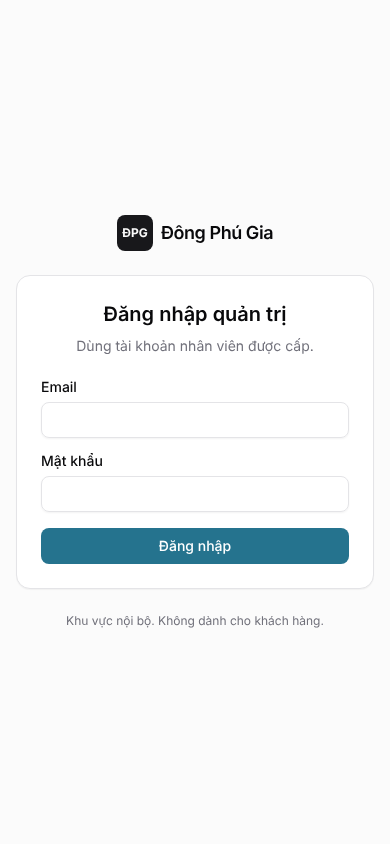 ĐPG Đông Phú Gia
Đăng nhập quản trị
Dùng tài khoản nhân viên được cấp.
Email
Mật khẩu
Đăng nhập
Khu vực nội bộ. Không dành cho khách hàng.